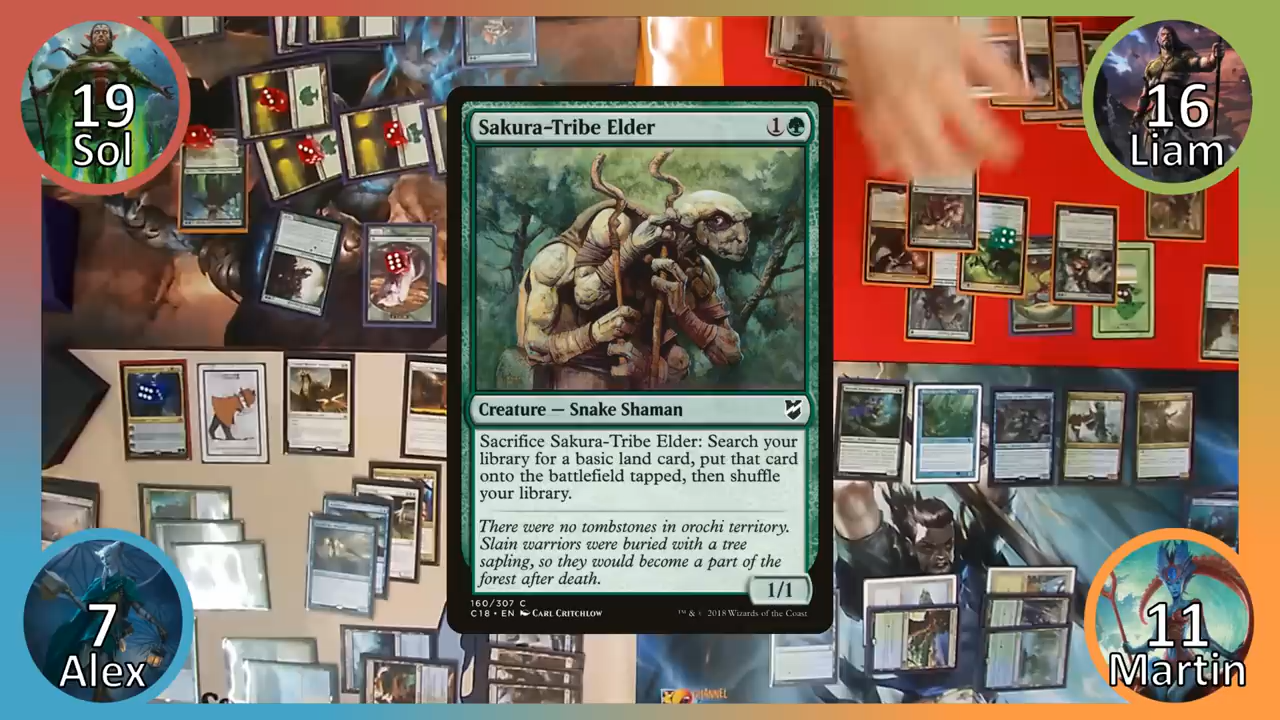 19
Sol
16
Liam
Sakura-Tribe Elder 1
Creature — Snake Shaman
Sacrifice Sakura-Tribe Elder: Search your
library for a basic land card, put that card
onto the battlefield tapped, then shuffle
your library.
There were no tombstones in orochi territory.
Slain warriors were buried with a tree
sapling, so they would become a part of the
forest after death.
1/1
160/307 C
C18 • EN CARL CRITCHLOW
™ & © 2018 Wizards of the Coast
7
Alex
11
Martin
CHANNEL